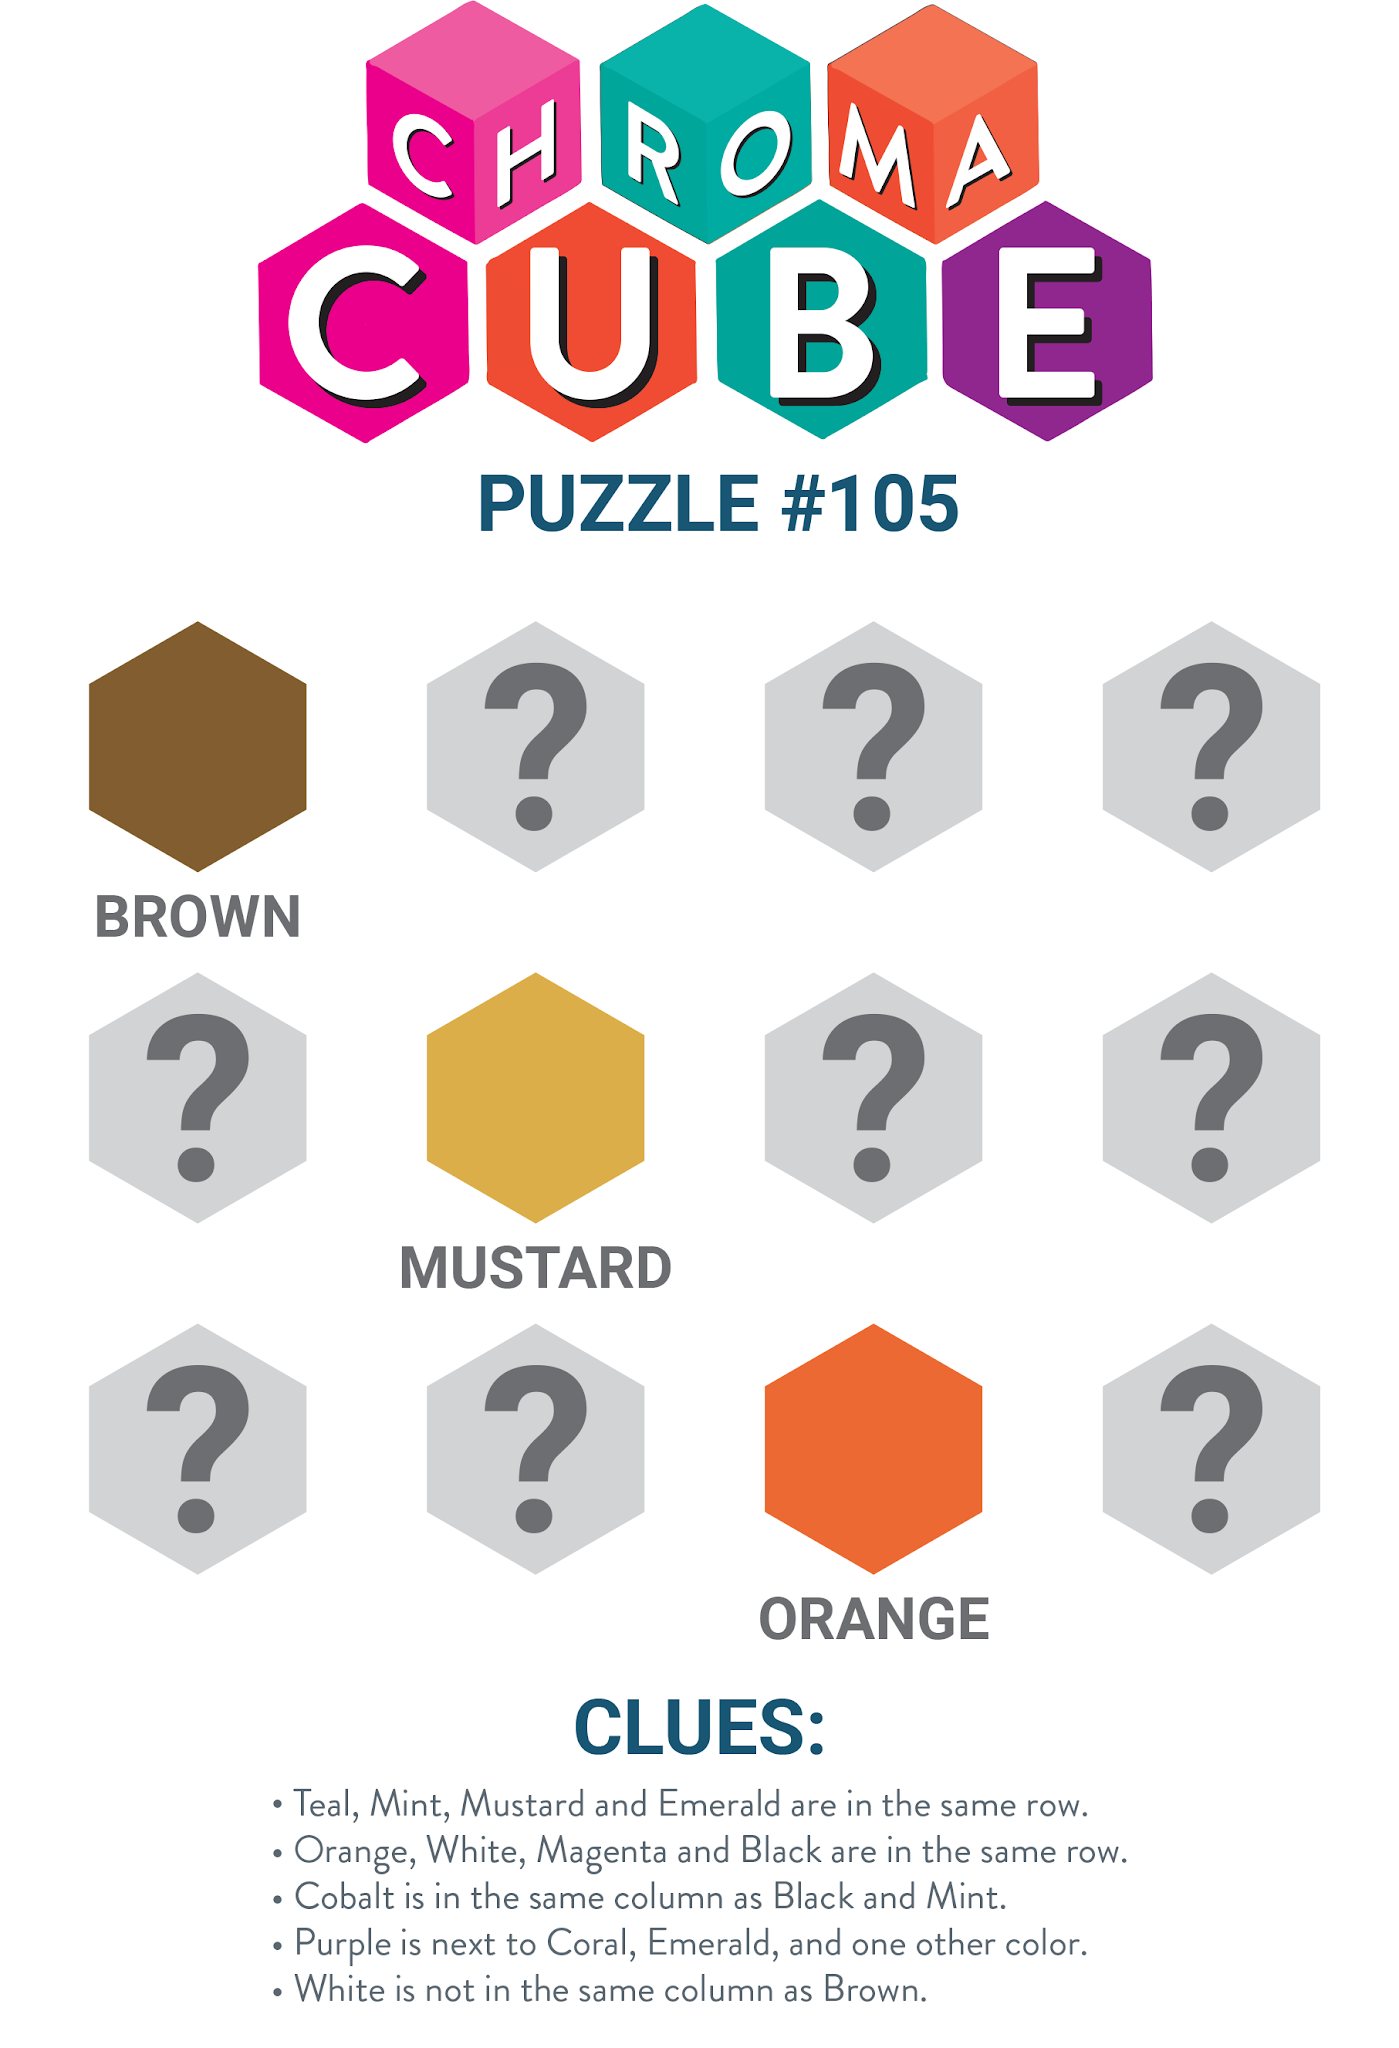 CHROMA
CUBE
PUZZLE #105
? ? ?
BROWN
? ? ?
MUSTARD
? ? ?
ORANGE
CLUES:
• Teal, Mint, Mustard and Emerald are in the same row.
• Orange, White, Magenta and Black are in the same row.
• Cobalt is in the same column as Black and Mint.
• Purple is next to Coral, Emerald, and one other color.
• White is not in the same column as Brown.